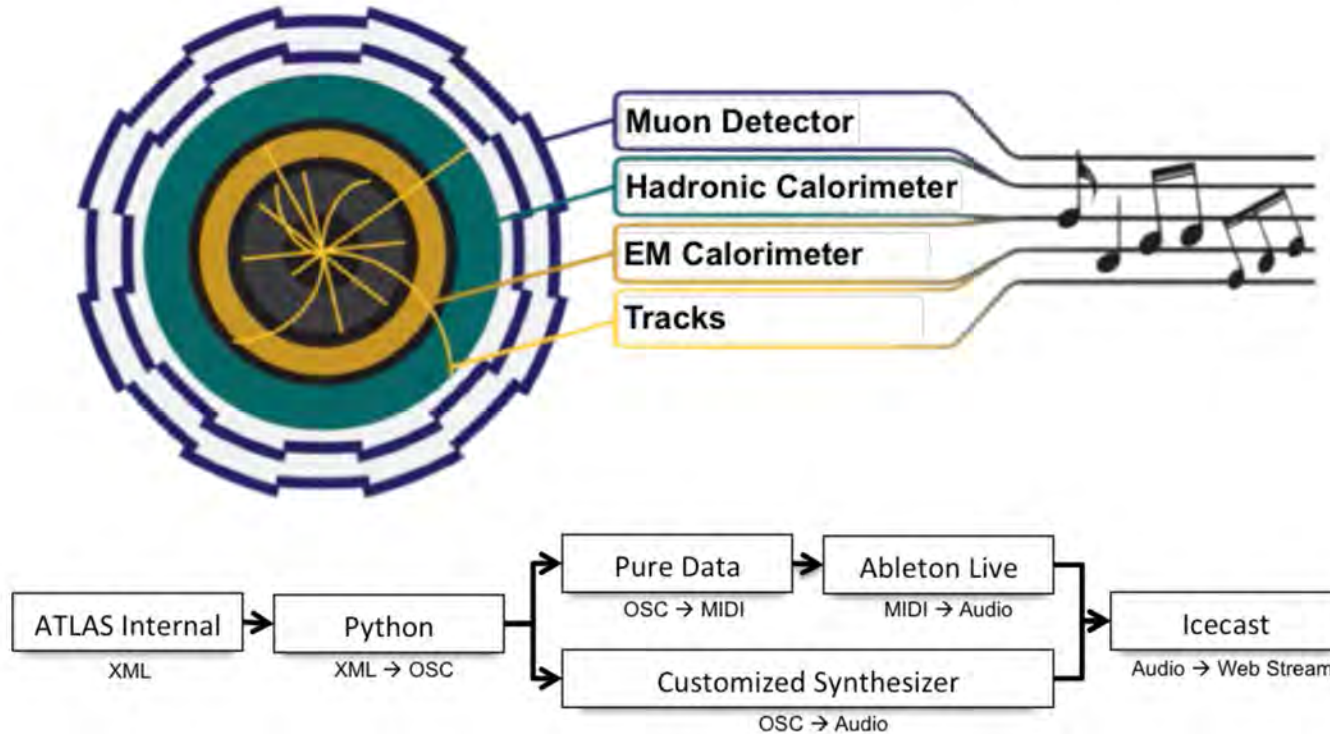 Muon Detector
Hadronic Calorimeter
EM Calorimeter
Tracks
Pure Data
OSC → MIDI
Ableton Live
MIDI → Audio
ATLAS Internal
XML
Python
XML → OSC
Icecast
Audio → Web Stream
Customized Synthesizer
OSC → Audio